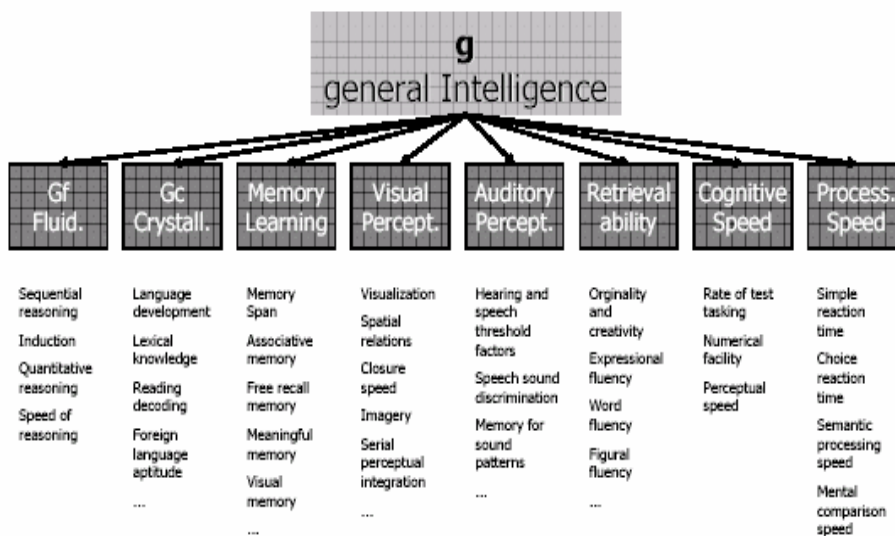 g
general Intelligence
Gf
Fluid.
Gc
Crystall.
Memory
Learning
Visual
Percept.
Auditory
Percept.
Retrieval
ability
Cognitive
Speed
Process.
Speed
Sequential
reasoning
Induction
Quantitative
reasoning
Speed of
reasoning
Language
development
Lexical
knowledge
Reading
decoding
Foreign
language
aptitude
...
Memory
Span
Associative
memory
Free recall
memory
Meaningful
memory
Visual
memory
...
Visualization
Spatial
relations
Closure
speed
Imagery
Serial
perceptual
integration
...
Hearing and
speech
threshold
factors
Speech sound
discrimination
Memory for
sound
patterns
...
Orginality
and
creativity
Expressional
fluency
Word
fluency
Figural
fluency
...
Rate of test
tasking
Numerical
facility
Perceptual
speed
Simple
reaction
time
Choice
reaction
time
Semantic
processing
speed
Mental
comparison
speed